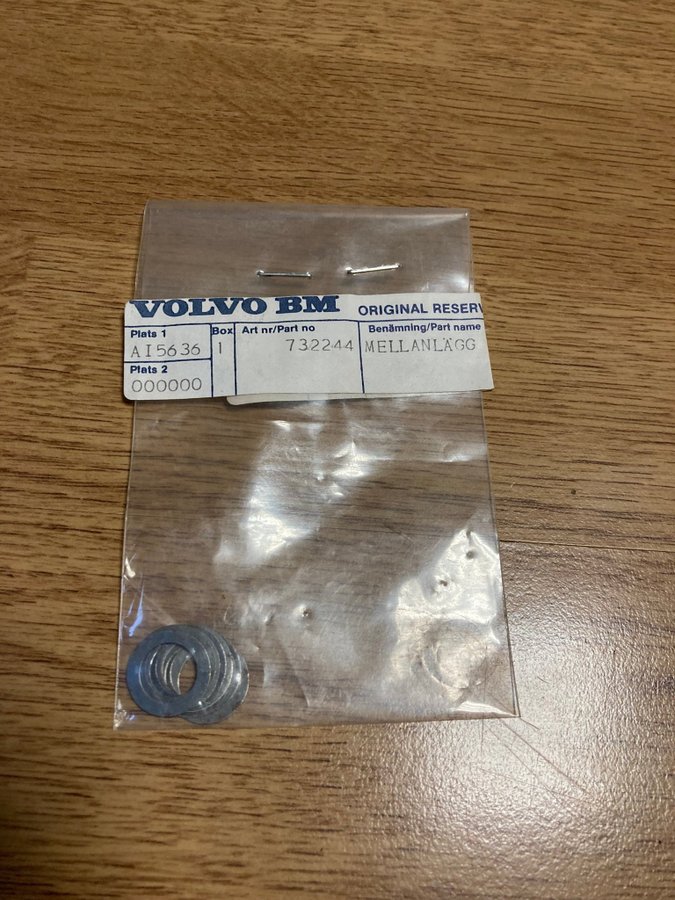 VOLVO BM ORIGINAL RESERV
Plats 1 Box Art nr/Part no Benämning/Part name
AI5636 1 732244 MELLANLÄGG
Plats 2
000000